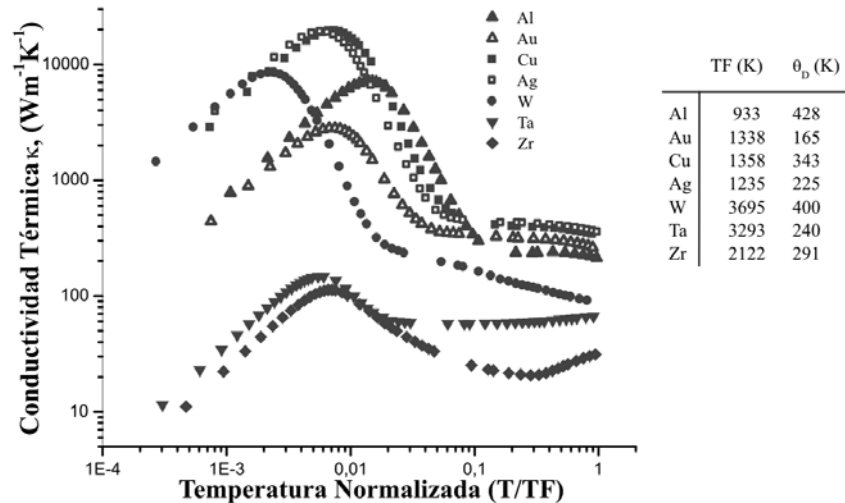 Conductividad Térmica κ, (Wm⁻¹K⁻¹)
10000
1000
100
10
1E-4
1E-3
0,01
0,1
1
Temperatura Normalizada (T/TF)
Al
Au
Cu
Ag
W
Ta
Zr
TF (K) θ_D (K)
Al 933 428
Au 1338 165
Cu 1358 343
Ag 1235 225
W 3695 400
Ta 3293 240
Zr 2122 291